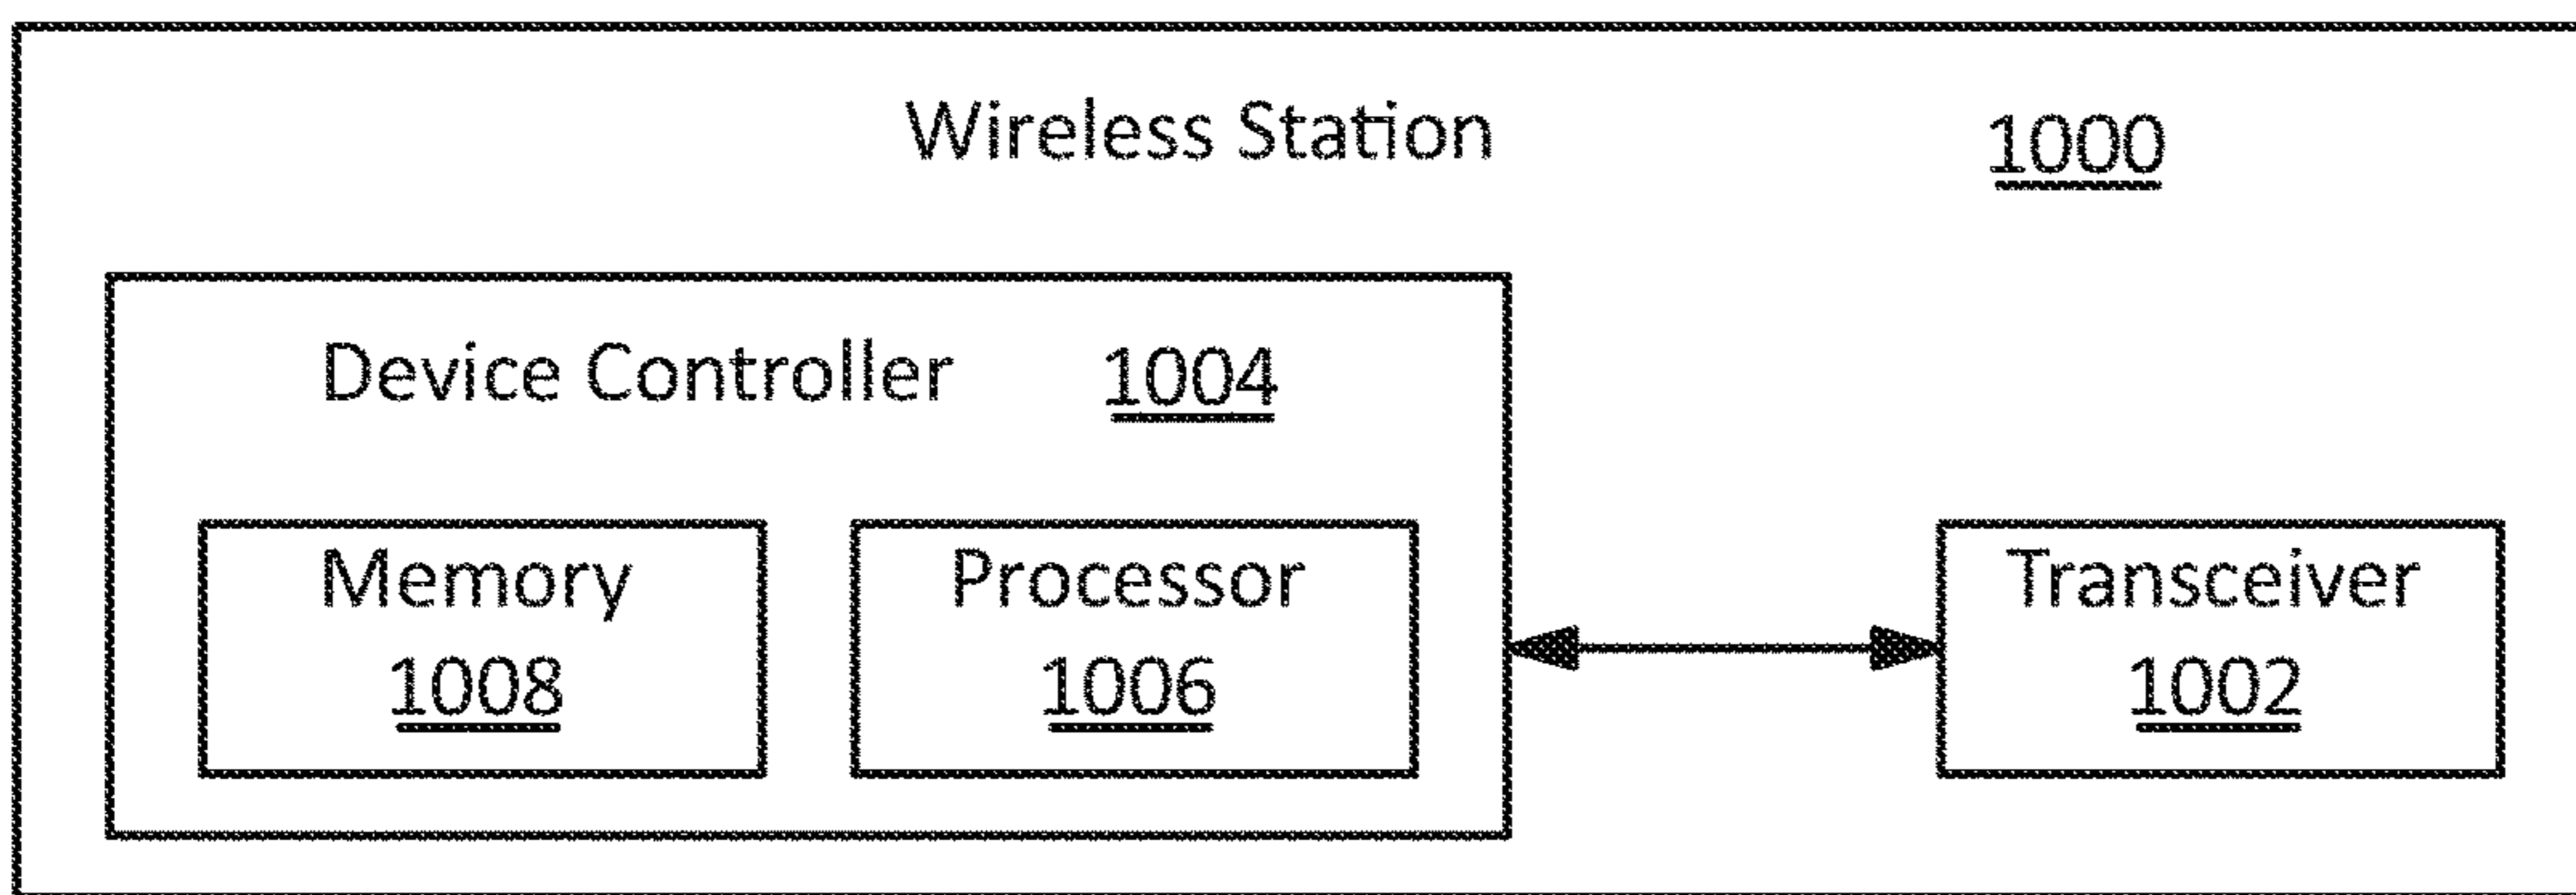 Wireless Station 1000
Device Controller 1004
Memory
1008
Processor
1006
Transceiver
1002